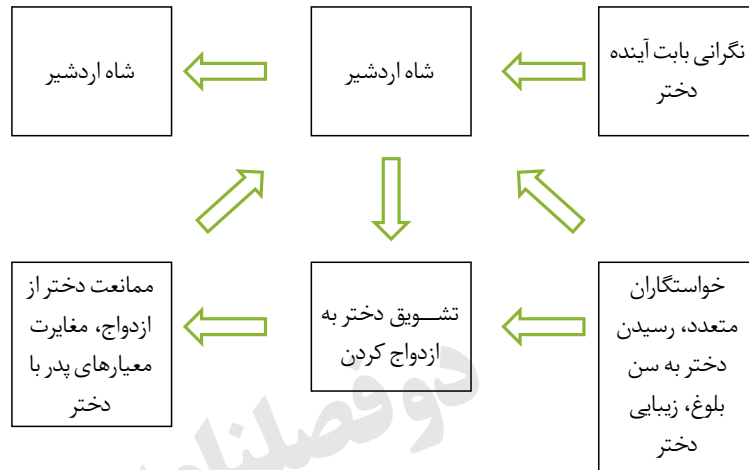 نگرانی بابت آینده
دختر
شاه اردشیر
شاه اردشیر
خواستگاران
متعدد، رسیدن
دختر به سن
بلوغ، زیبایی
دختر
تشـــویق دختر به
ازدواج کردن
ممانعت دختر از
ازدواج، مغایرت
معیارهای پدر با
دختر
دوفصلنامه